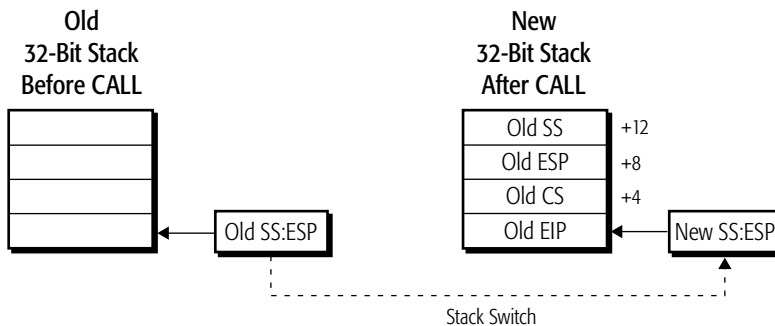 Old
32-Bit Stack
Before CALL
New
32-Bit Stack
After CALL
Old SS +12
Old ESP +8
Old CS +4
Old EIP
Old SS:ESP
New SS:ESP
Stack Switch